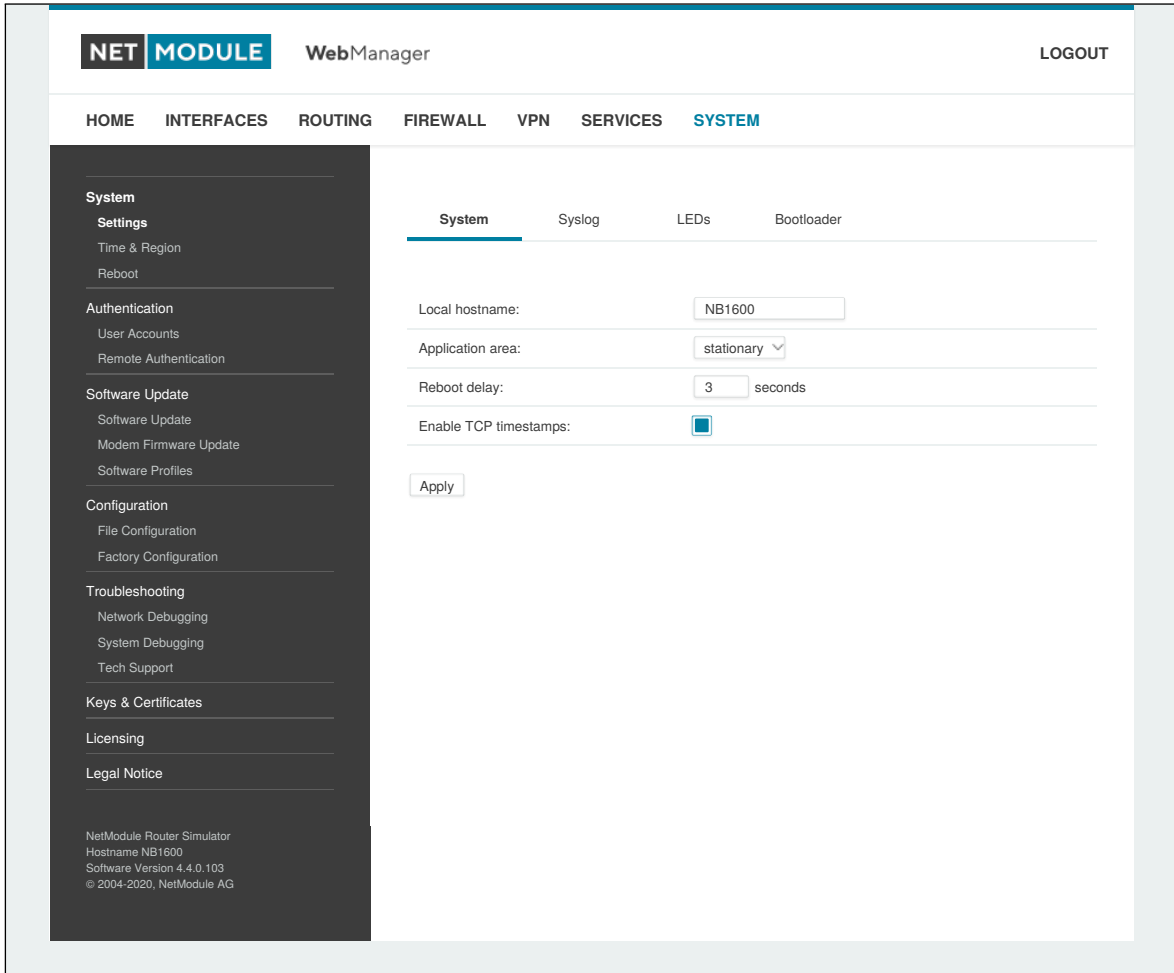 NET MODULE WebManager LOGOUT
HOME INTERFACES ROUTING FIREWALL VPN SERVICES SYSTEM
System
Settings
Time & Region
Reboot
Authentication
User Accounts
Remote Authentication
Software Update
Software Update
Modem Firmware Update
Software Profiles
Configuration
File Configuration
Factory Configuration
Troubleshooting
Network Debugging
System Debugging
Tech Support
Keys & Certificates
Licensing
Legal Notice
NetModule Router Simulator
Hostname NB1600
Software Version 4.4.0.103
© 2004-2020, NetModule AG
System Syslog LEDs Bootloader
Local hostname: NB1600
Application area: stationary
Reboot delay: 3 seconds
Enable TCP timestamps:
Apply